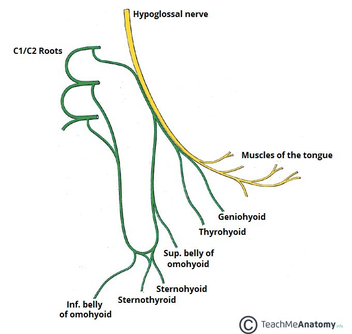 Hypoglossal nerve
C1/C2 Roots
Muscles of the tongue
Geniohyoid
Thyrohyoid
Sup. belly of
omohyoid
Sternohyoid
Sternothyroid
Inf. belly
of omohyoid
© TeachMeAnatomy